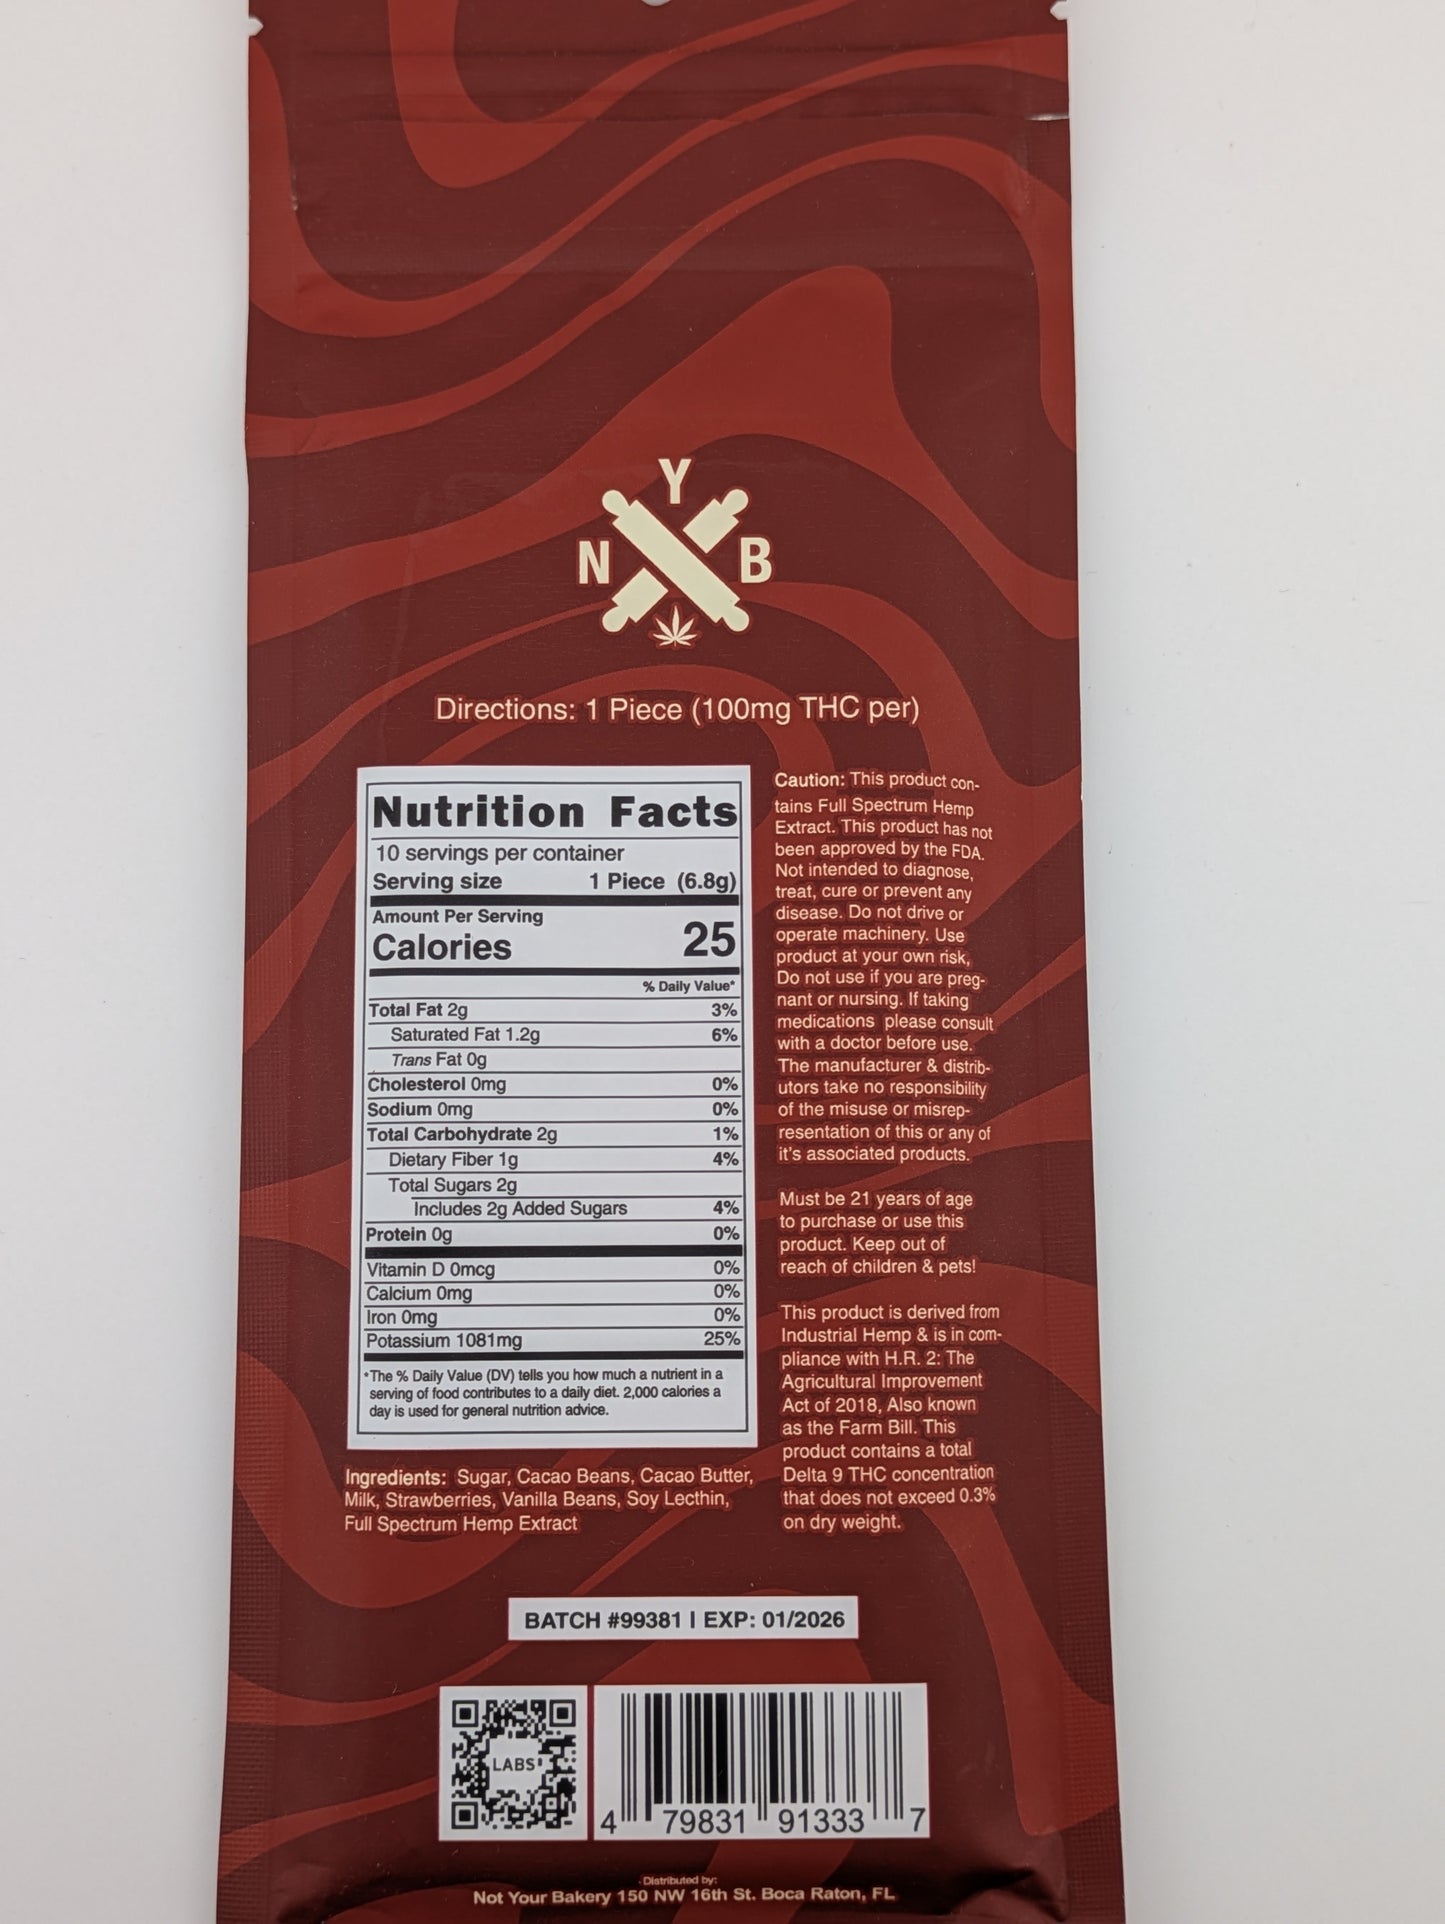 Y
N B
Directions: 1 Piece (100mg THC per)
Nutrition Facts
10 servings per container
Serving size 1 Piece (6.8g)
Amount Per Serving
Calories 25
% Daily Value*
Total Fat 2g 3%
Saturated Fat 1.2g 6%
Trans Fat 0g
Cholesterol 0mg 0%
Sodium 0mg 0%
Total Carbohydrate 2g 1%
Dietary Fiber 1g 4%
Total Sugars 2g
Includes 2g Added Sugars 4%
Protein 0g 0%
Vitamin D 0mcg 0%
Calcium 0mg 0%
Iron 0mg 0%
Potassium 1081mg 25%
*The % Daily Value (DV) tells you how much a nutrient in a
serving of food contributes to a daily diet. 2,000 calories a
day is used for general nutrition advice.
Ingredients: Sugar, Cacao Beans, Cacao Butter,
Milk, Strawberries, Vanilla Beans, Soy Lecthin,
Full Spectrum Hemp Extract
Caution: This product con-
tains Full Spectrum Hemp
Extract. This product has not
been approved by the FDA.
Not intended to diagnose,
treat, cure or prevent any
disease. Do not drive or
operate machinery. Use
product at your own risk,
Do not use if you are preg-
nant or nursing. If taking
medications please consult
with a doctor before use.
The manufacturer & distrib-
utors take no responsibility
of the misuse or misrep-
resentation of this or any of
it's associated products.
Must be 21 years of age
to purchase or use this
product. Keep out of
reach of children & pets!
This product is derived from
Industrial Hemp & is in com-
pliance with H.R. 2: The
Agricultural Improvement
Act of 2018, Also known
as the Farm Bill. This
product contains a total
Delta 9 THC concentration
that does not exceed 0.3%
on dry weight.
BATCH #99381 | EXP: 01/2026
LABS
4 79831 91333 7
Distributed by:
Not Your Bakery 150 NW 16th St. Boca Raton, FL